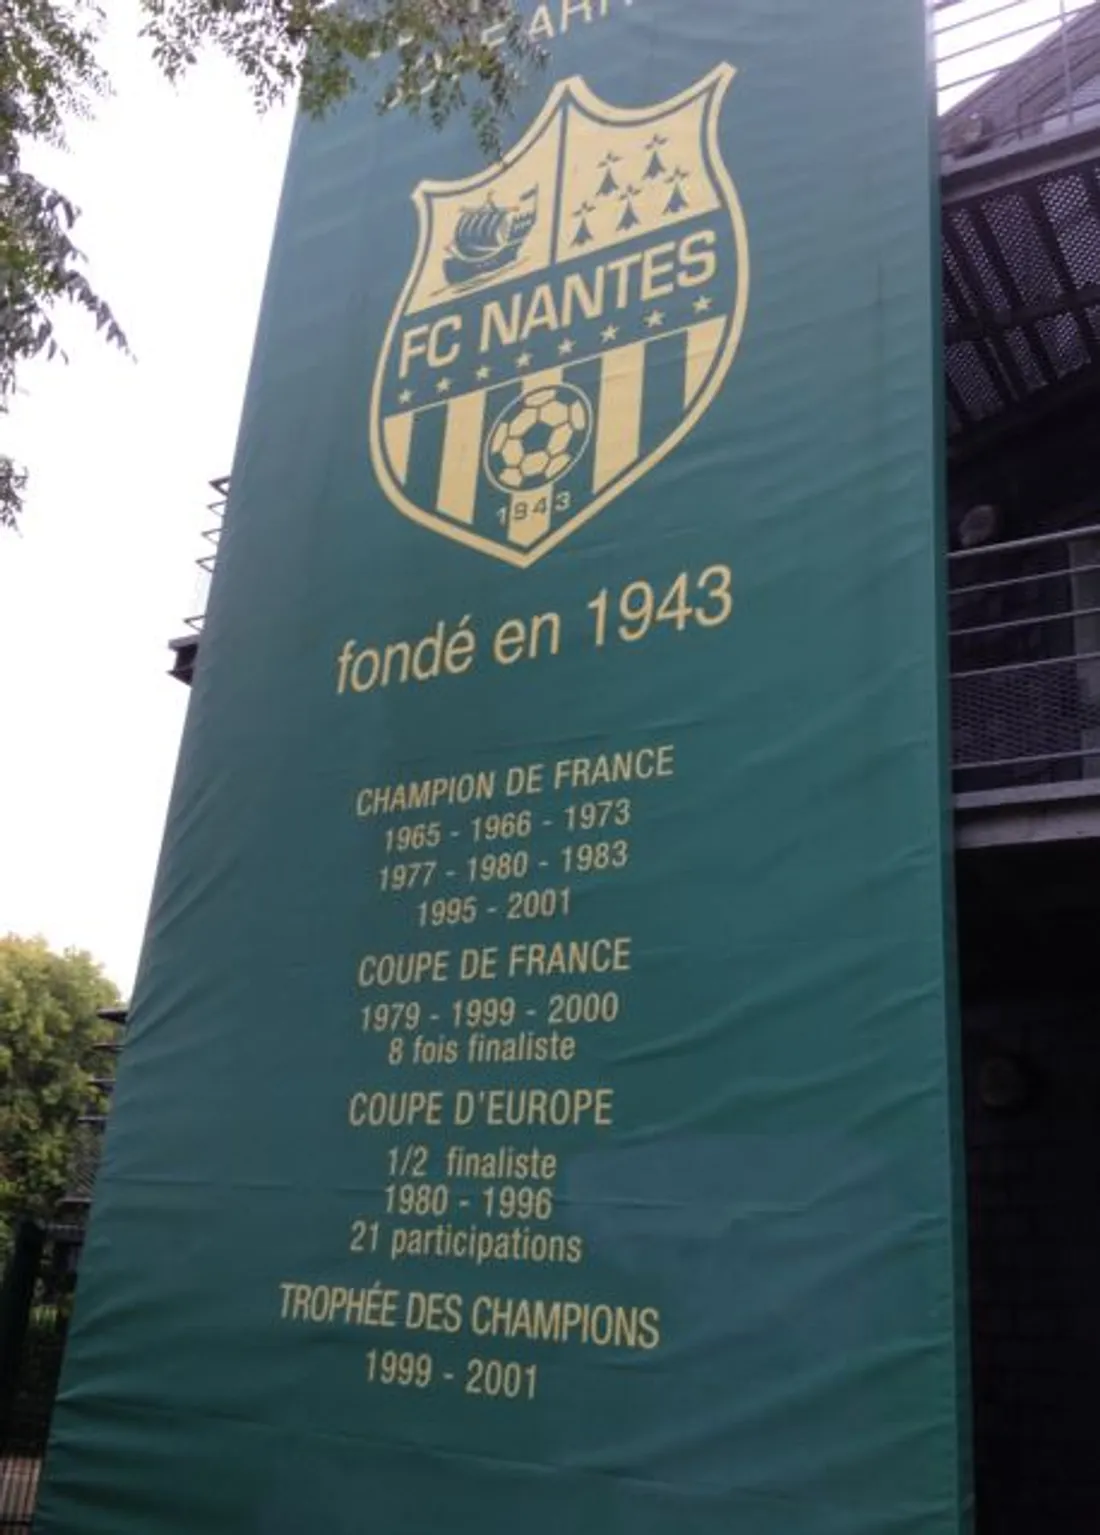 FC NANTES
1943
fondé en 1943
CHAMPION DE FRANCE
1965 - 1966 - 1973
1977 - 1980 - 1983
1995 - 2001
COUPE DE FRANCE
1979 - 1999 - 2000
8 fois finaliste
COUPE D'EUROPE
1/2 finaliste
1980 - 1996
21 participations
TROPHÉE DES CHAMPIONS
1999 - 2001